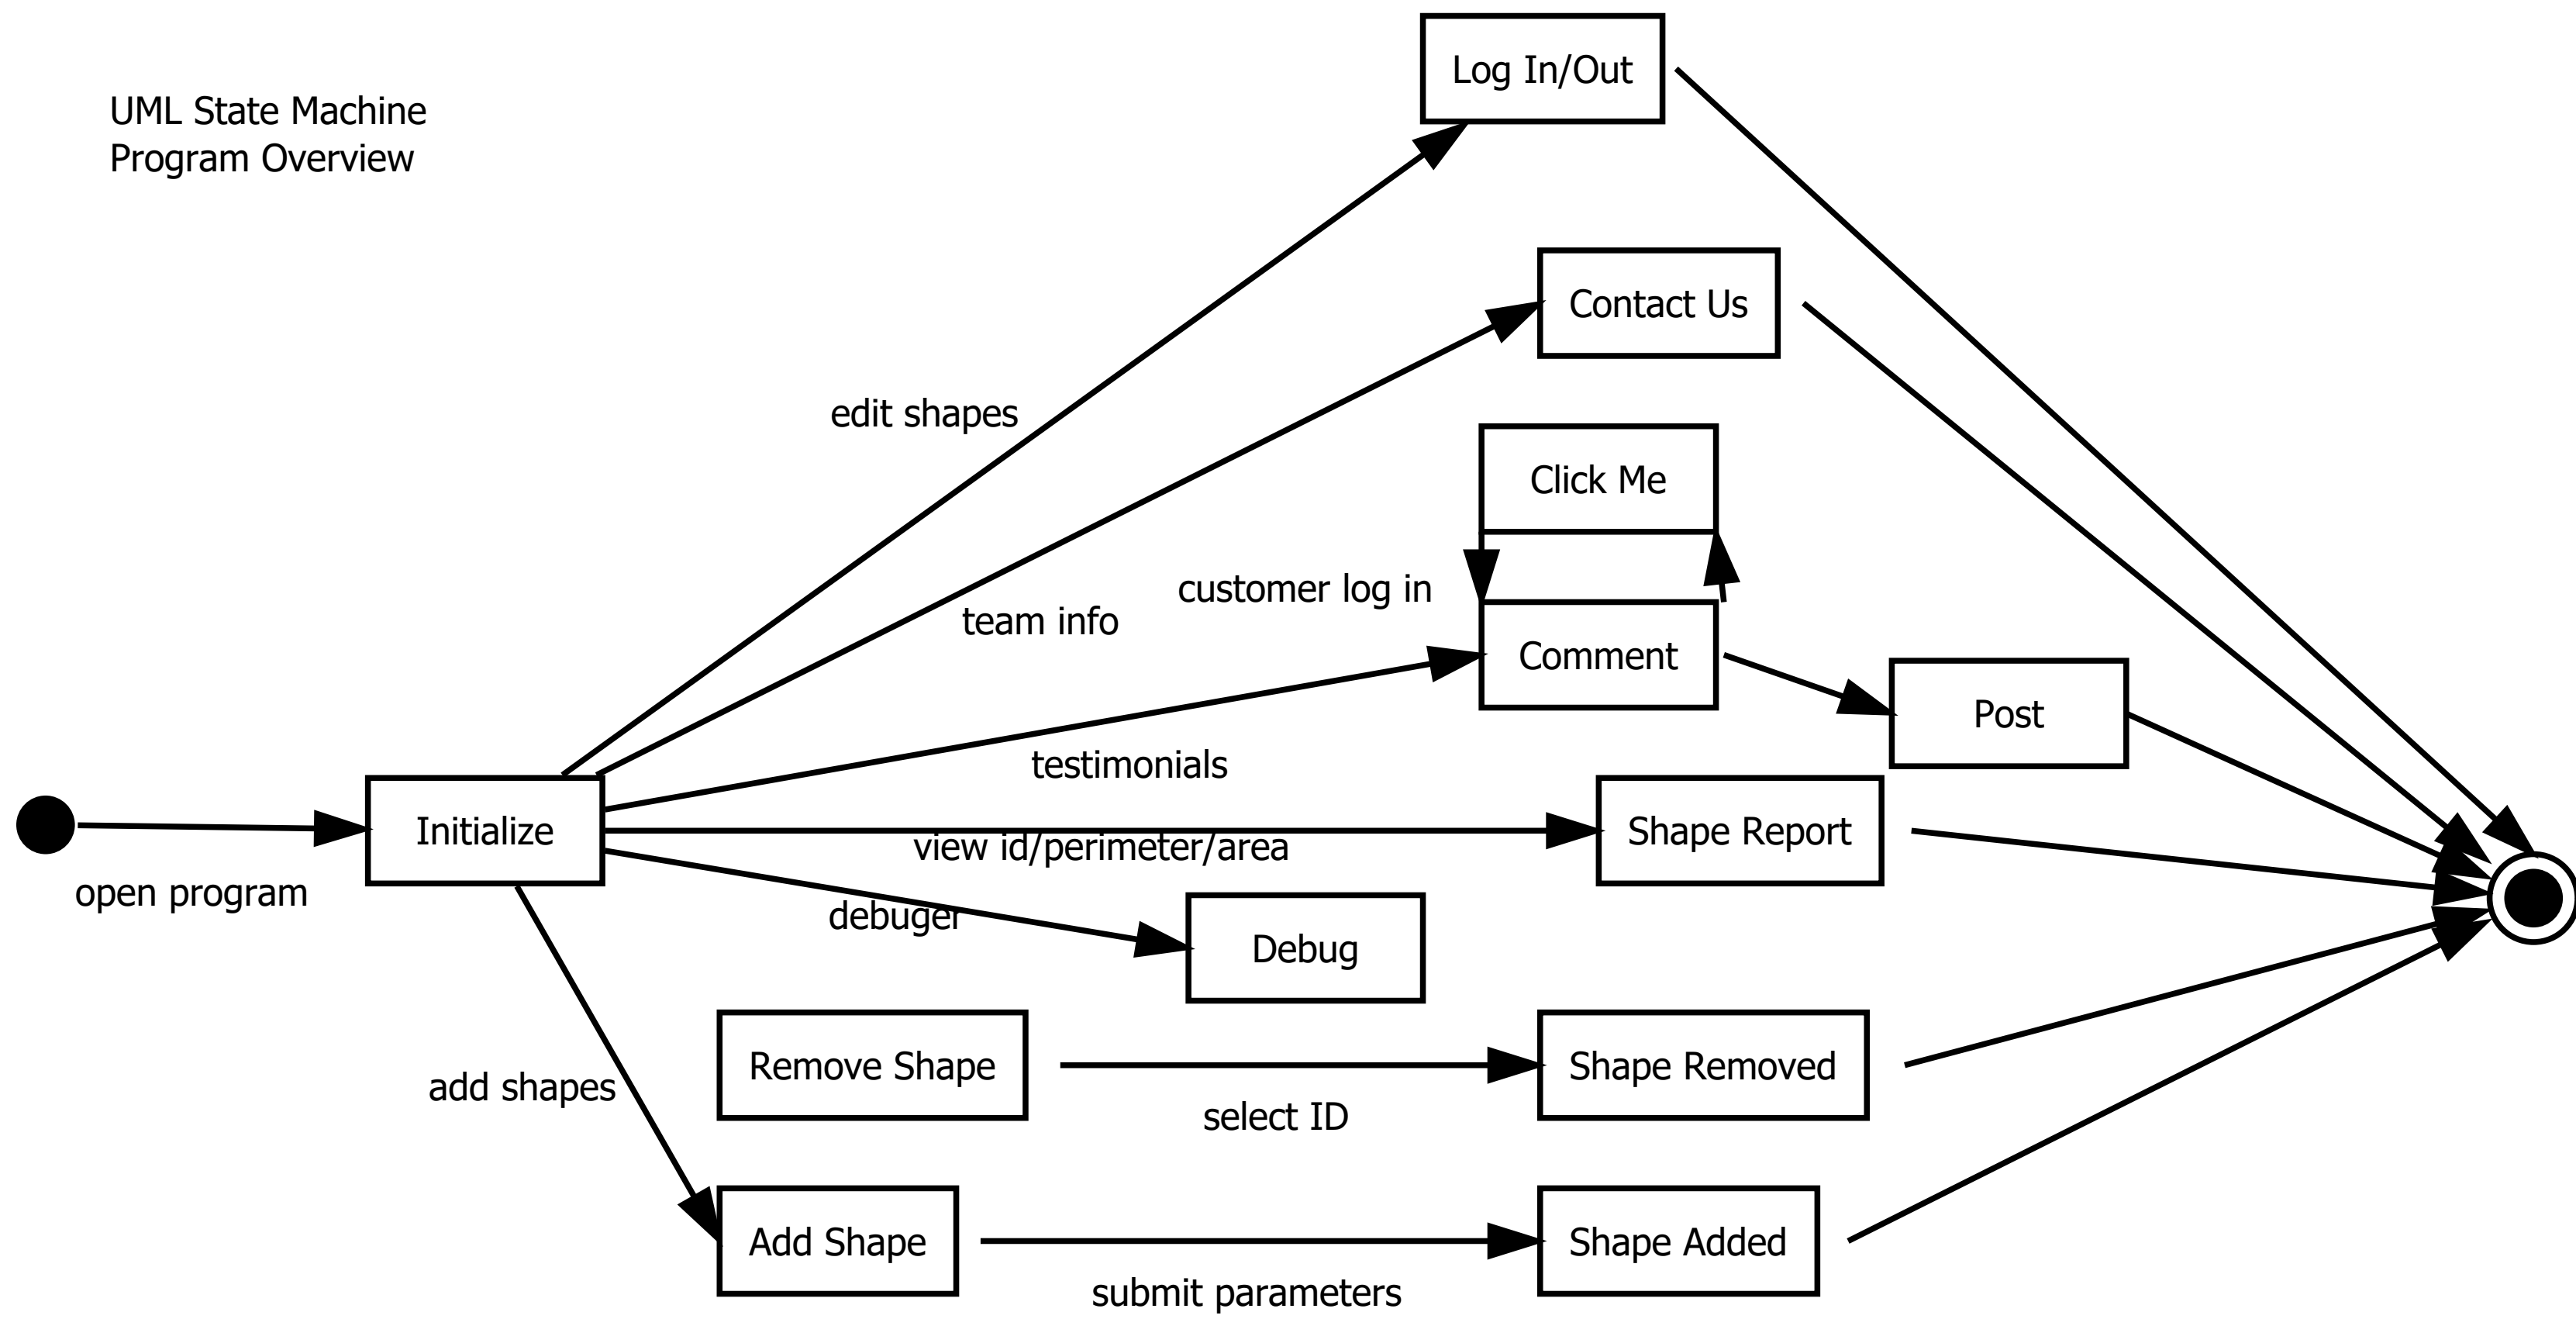 UML State Machine
Program Overview
Log In/Out
Contact Us
edit shapes
Click Me
customer log in
team info
Comment
Post
testimonials
Initialize
view id/perimeter/area
Shape Report
open program
debuger
Debug
Remove Shape
Shape Removed
add shapes
select ID
Add Shape
Shape Added
submit parameters